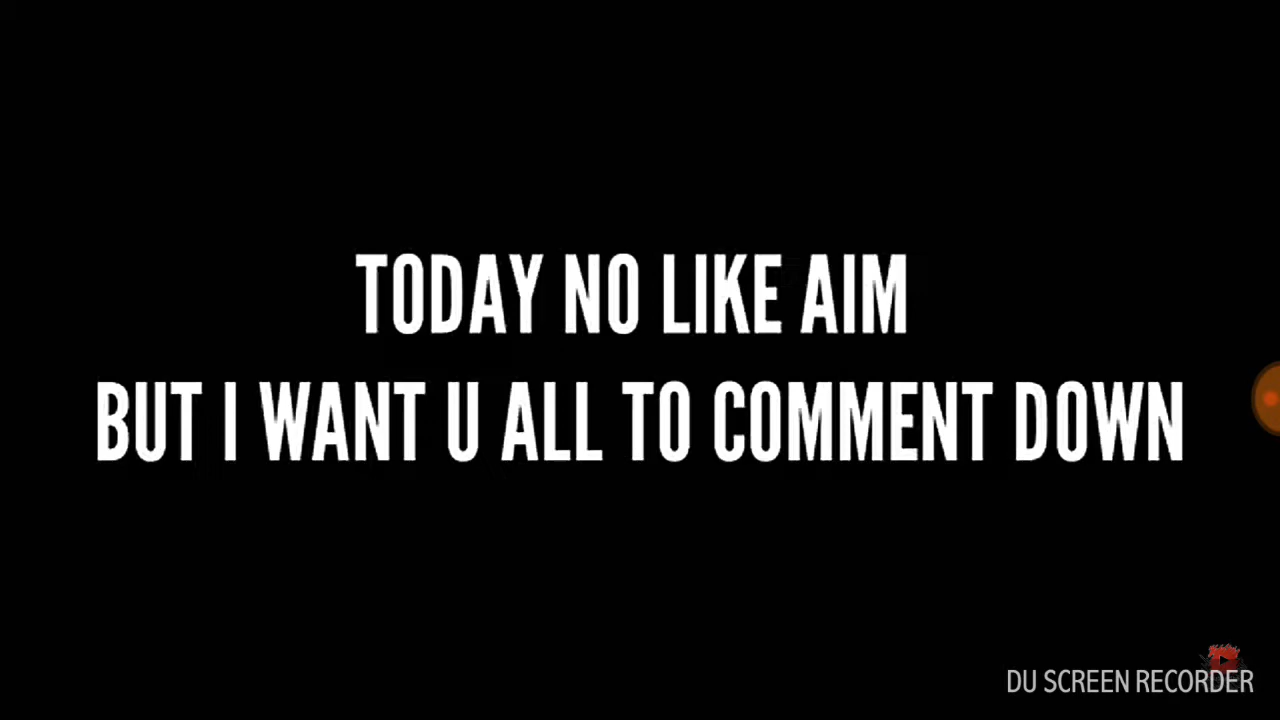 TODAY NO LIKE AIM
BUT I WANT U ALL TO COMMENT DOWN
DU SCREEN RECORDER